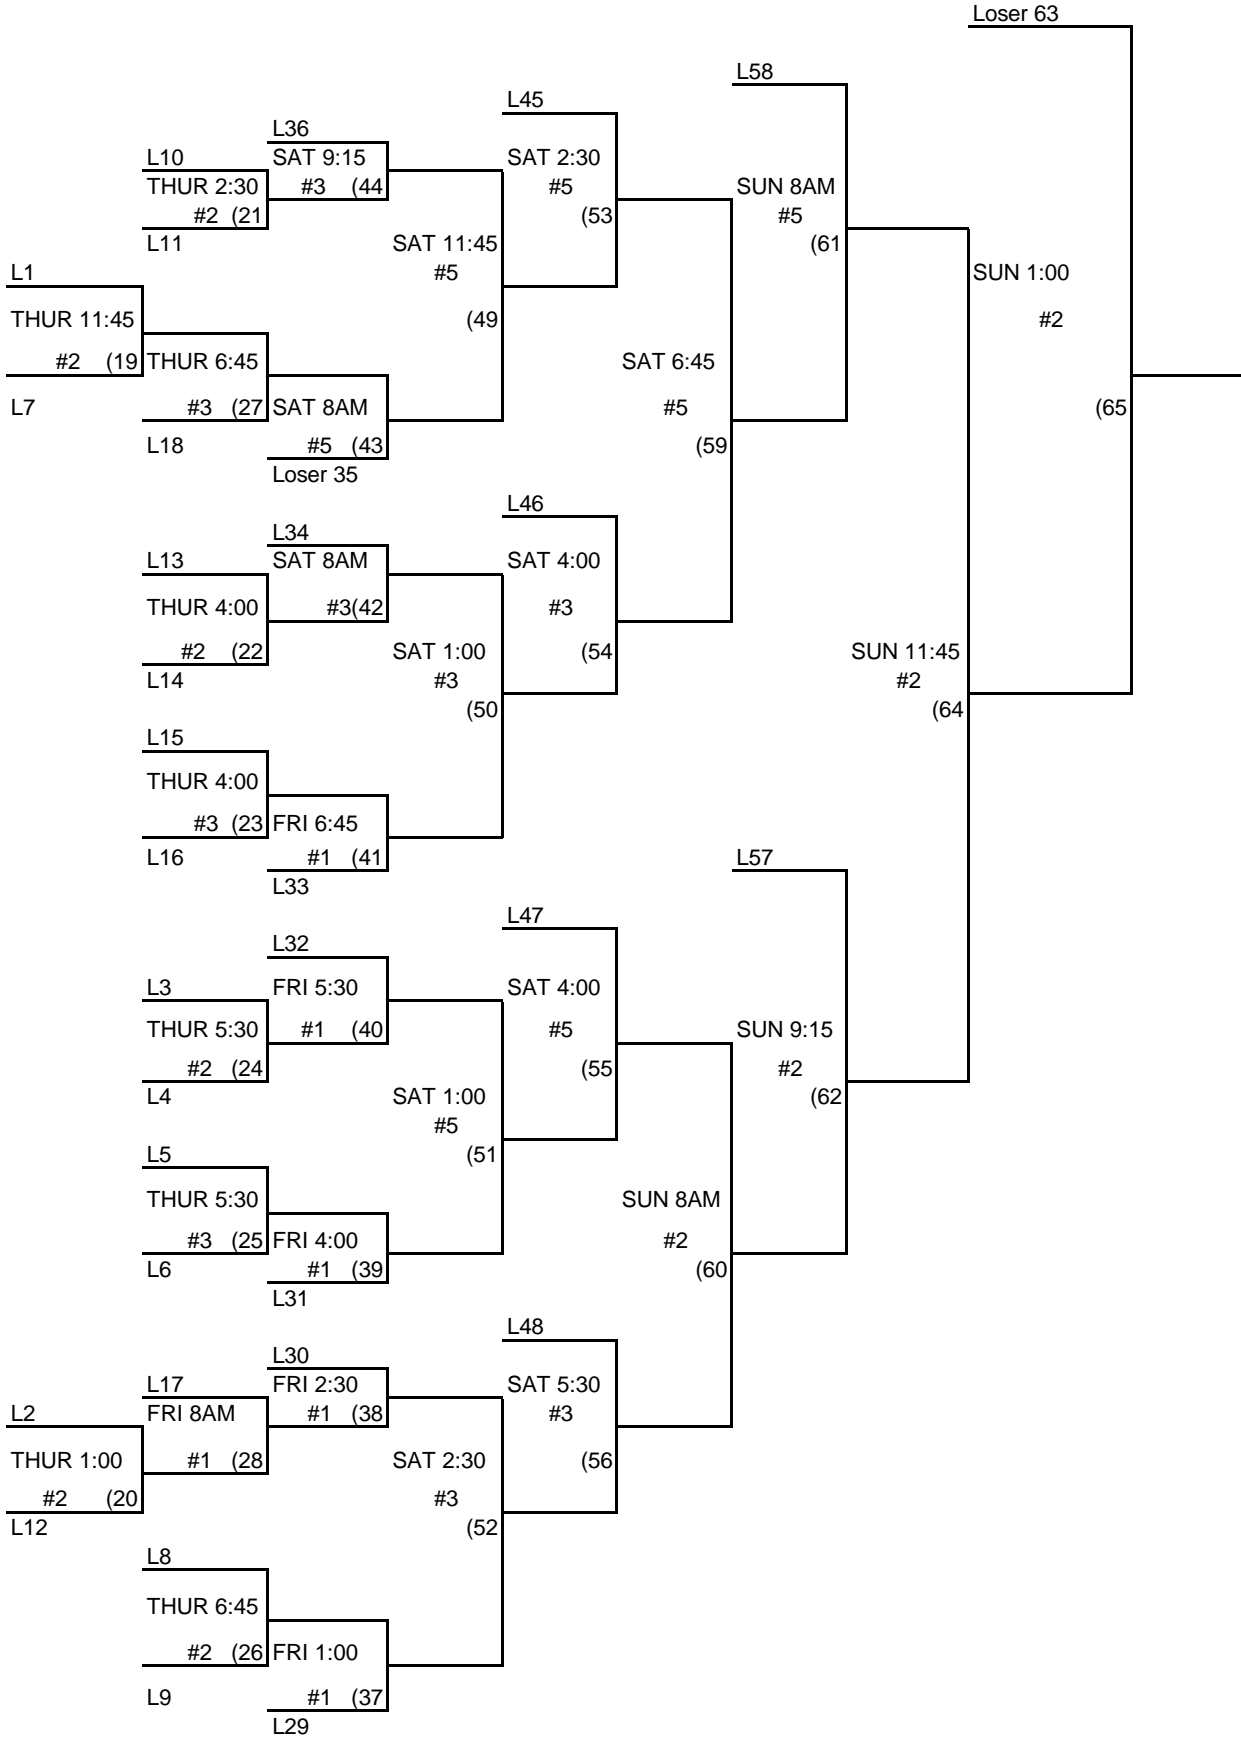 Loser 63
L58
L45
L36
L10
SAT 9:15
SAT 2:30
THUR 2:30
#3 (44
#5
SUN 8AM
#2 (21
(53
#5
L11
SAT 11:45
(61
L1
#5
SUN 1:00
THUR 11:45
(49
#2
#2 (19
THUR 6:45
SAT 6:45
L7
#3 (27
SAT 8AM
#5
(65
L18
#5 (43
(59
Loser 35
L46
L34
L13
SAT 8AM
SAT 4:00
THUR 4:00
#3(42
#3
#2 (22
SAT 1:00
(54
SUN 11:45
L14
#3
#2
(50
(64
L15
THUR 4:00
#3 (23
FRI 6:45
L16
#1 (41
L57
L33
L47
L32
L3
FRI 5:30
SAT 4:00
THUR 5:30
#1 (40
#5
SUN 9:15
#2 (24
(55
#2
L4
SAT 1:00
(62
#5
L5
(51
THUR 5:30
SUN 8AM
#3 (25
FRI 4:00
#2
L6
#1 (39
(60
L31
L48
L30
L17
FRI 2:30
SAT 5:30
L2
FRI 8AM
#1 (38
#3
THUR 1:00
#1 (28
SAT 2:30
(56
#2 (20
#3
L12
(52
L8
THUR 6:45
#2 (26
FRI 1:00
L9
#1 (37
L29